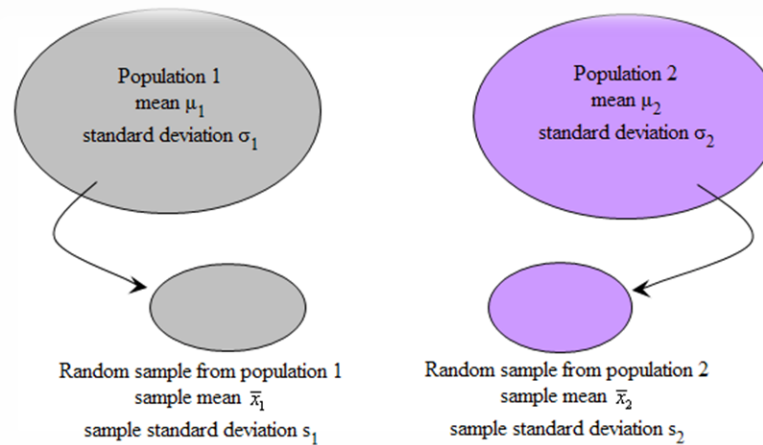 Population 1
mean μ₁
standard deviation σ₁
Population 2
mean μ₂
standard deviation σ₂
Random sample from population 1
sample mean x̅₁
sample standard deviation s₁
Random sample from population 2
sample mean x̅₂
sample standard deviation s₂